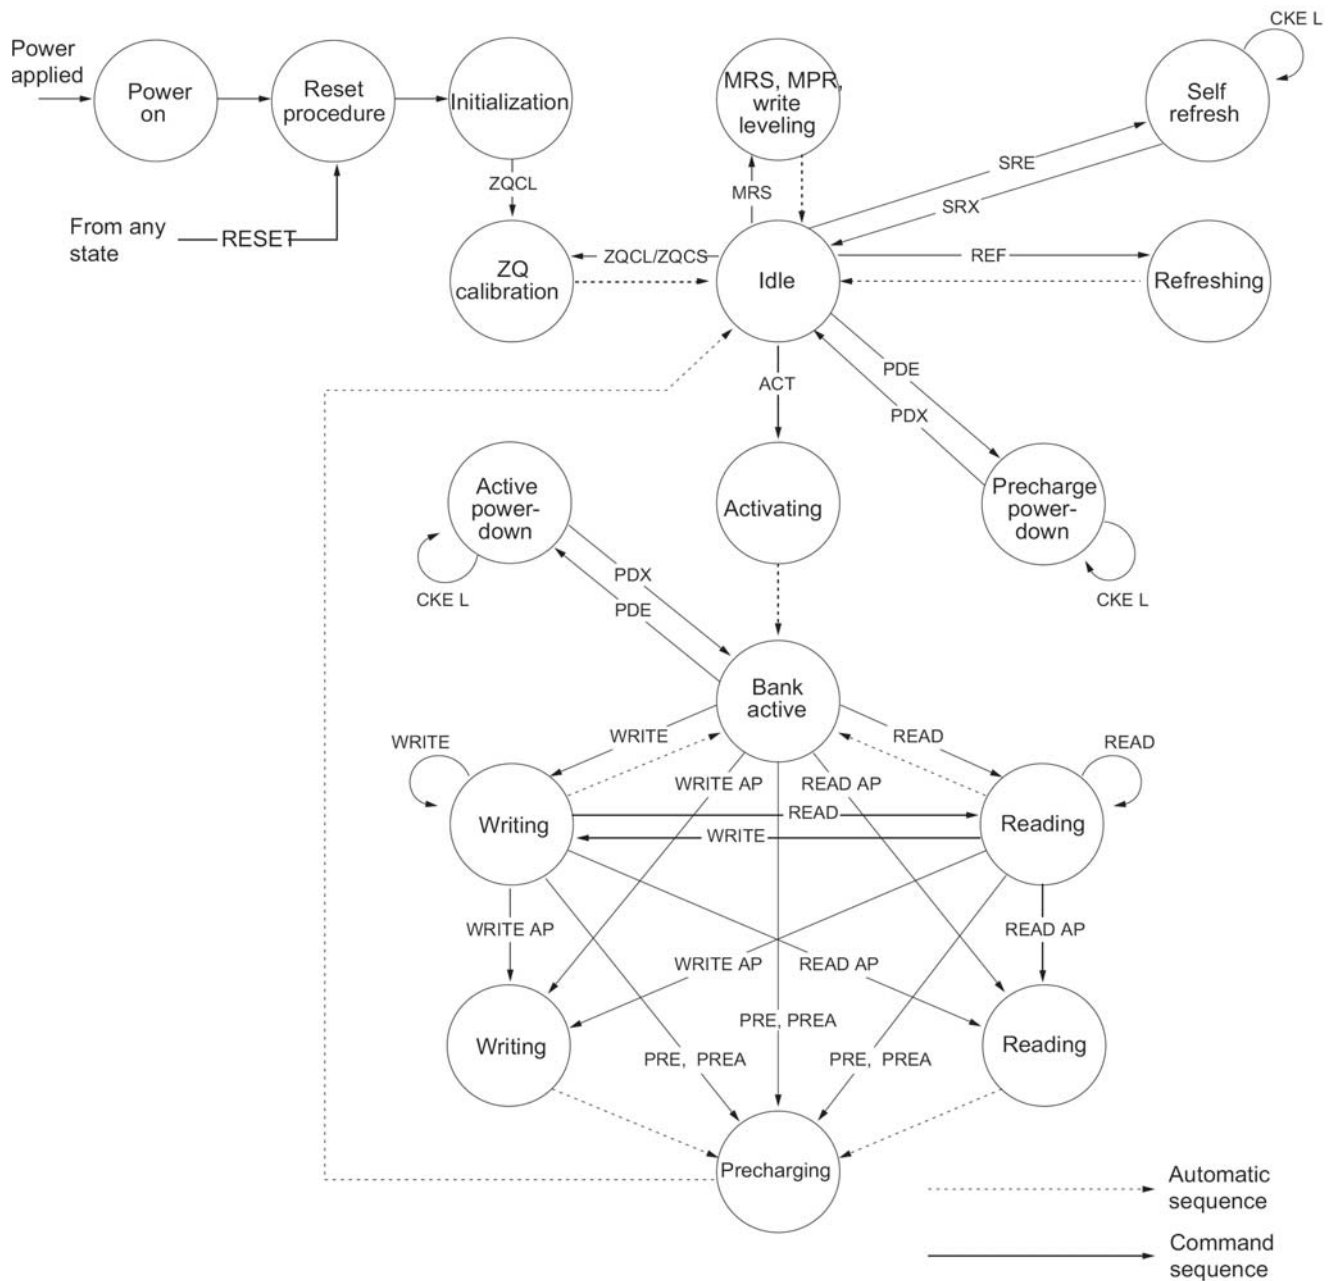 CKE L
Power
applied
Power
on
Reset
procedure
Initialization
MRS, MPR,
write
leveling
Self
refresh
ZQCL
MRS
SRE
SRX
From any
state
RESET
ZQ
calibration
ZQCL/ZQCS
Idle
REF
Refreshing
PDE
ACT
PDX
Active
power-
down
Activating
Precharge
power-
down
CKE L
PDX
PDE
CKE L
Bank
active
WRITE
WRITE
READ
READ
WRITE AP
READ AP
Writing
READ
WRITE
Reading
WRITE AP
READ AP
WRITE AP
READ AP
Writing
PRE, PREA
Reading
PRE, PREA
PRE, PREA
Precharging
Automatic
sequence
Command
sequence